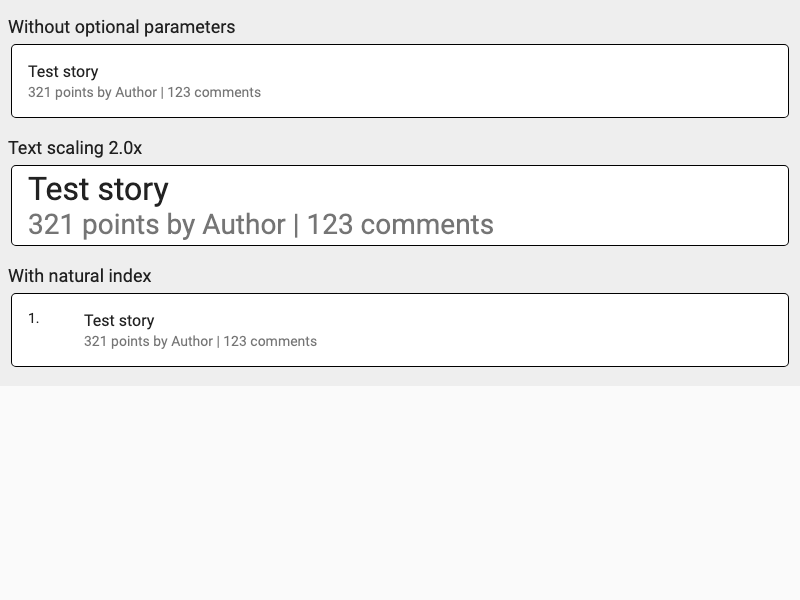 Without optional parameters
Test story
321 points by Author | 123 comments
Text scaling 2.0x
Test story
321 points by Author | 123 comments
With natural index
1.
Test story
321 points by Author | 123 comments